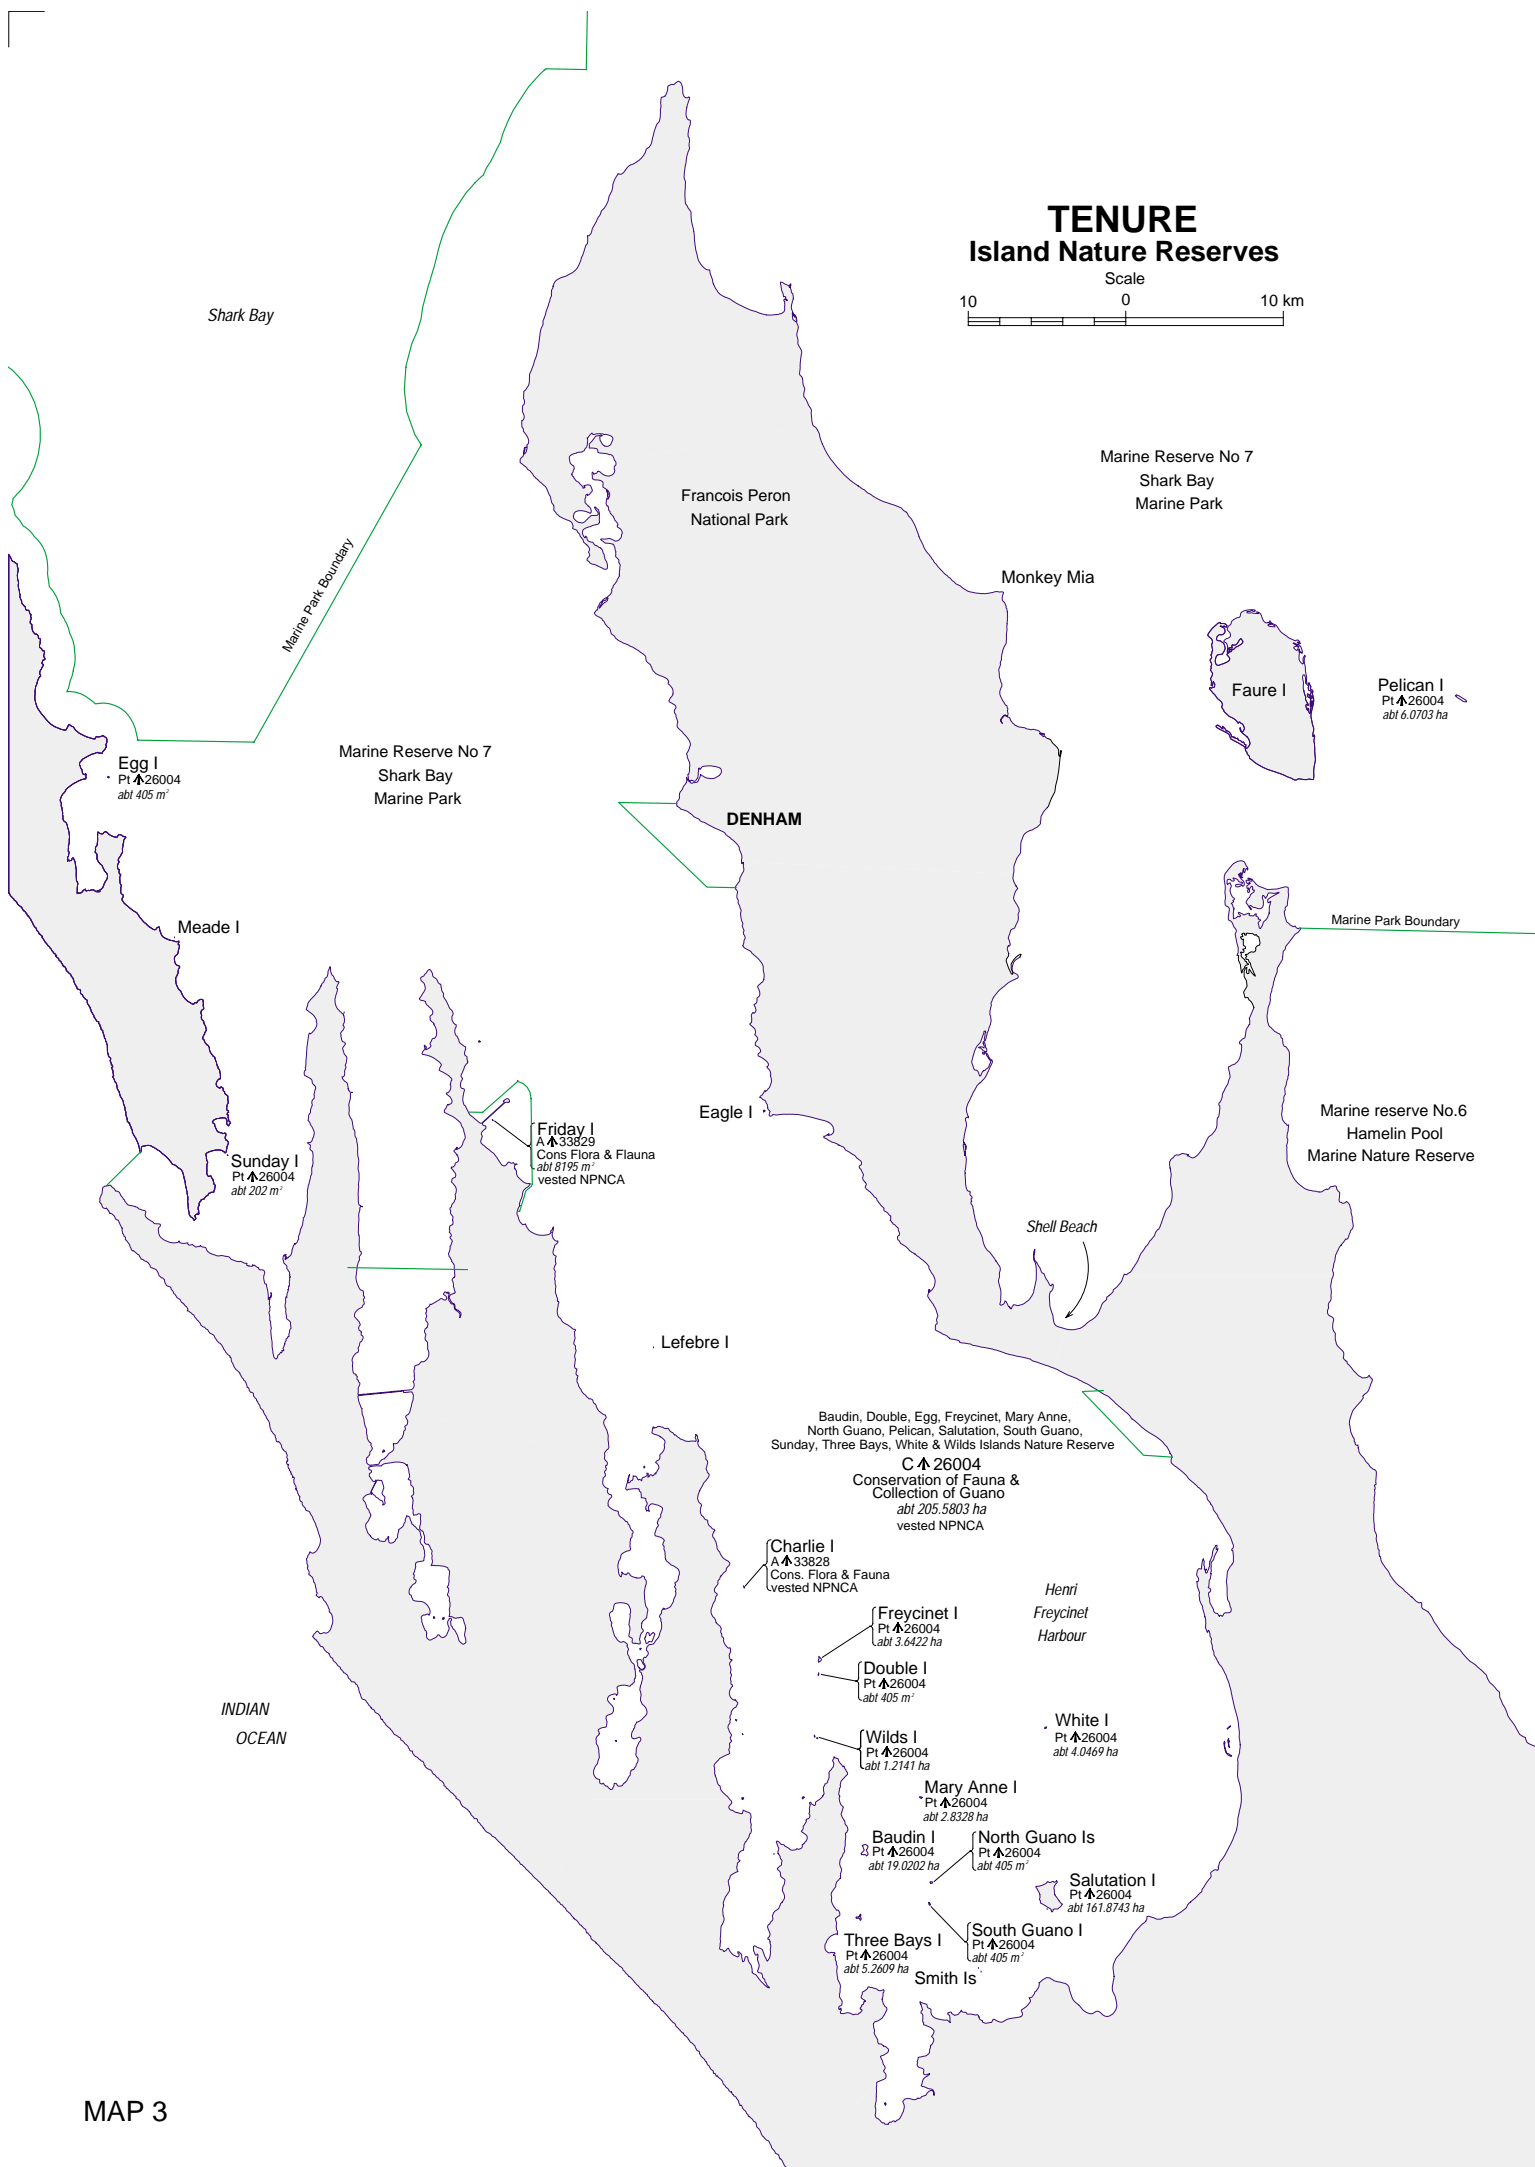 TENURE
Island Nature Reserves
Scale
10 0 10 km
Shark Bay
Marine Reserve No 7
Shark Bay
Marine Park
Francois Peron
National Park
Marine Park Boundary
Monkey Mia
Faure I
Pelican I
Pt 26004
abt 6.0703 ha
Egg I
Pt 26004
abt 405 m²
Marine Reserve No 7
Shark Bay
Marine Park
DENHAM
Meade I
Marine Park Boundary
Eagle I
Friday I
A 33829
Cons Flora & Flauna
abt 8195 m²
vested NPNCA
Sunday I
Pt 26004
abt 202 m²
Marine reserve No.6
Hamelin Pool
Marine Nature Reserve
Shell Beach
Lefebre I
Baudin, Double, Egg, Freycinet, Mary Anne,
North Guano, Pelican, Salutation, South Guano,
Sunday, Three Bays, White & Wilds Islands Nature Reserve
C 26004
Conservation of Fauna &
Collection of Guano
abt 205.5803 ha
vested NPNCA
Charlie I
A 33828
Cons. Flora & Fauna
vested NPNCA
Henri
Freycinet
Harbour
Freycinet I
Pt 26004
abt 3.6422 ha
Double I
Pt 26004
abt 405 m²
INDIAN
OCEAN
Wilds I
Pt 26004
abt 1.2141 ha
White I
Pt 26004
abt 4.0469 ha
Mary Anne I
Pt 26004
abt 2.8328 ha
Baudin I
Pt 26004
abt 19.0202 ha
North Guano Is
Pt 26004
abt 405 m²
Salutation I
Pt 26004
abt 161.8743 ha
South Guano I
Pt 26004
abt 405 m²
Three Bays I
Pt 26004
abt 5.2609 ha
Smith Is
MAP 3